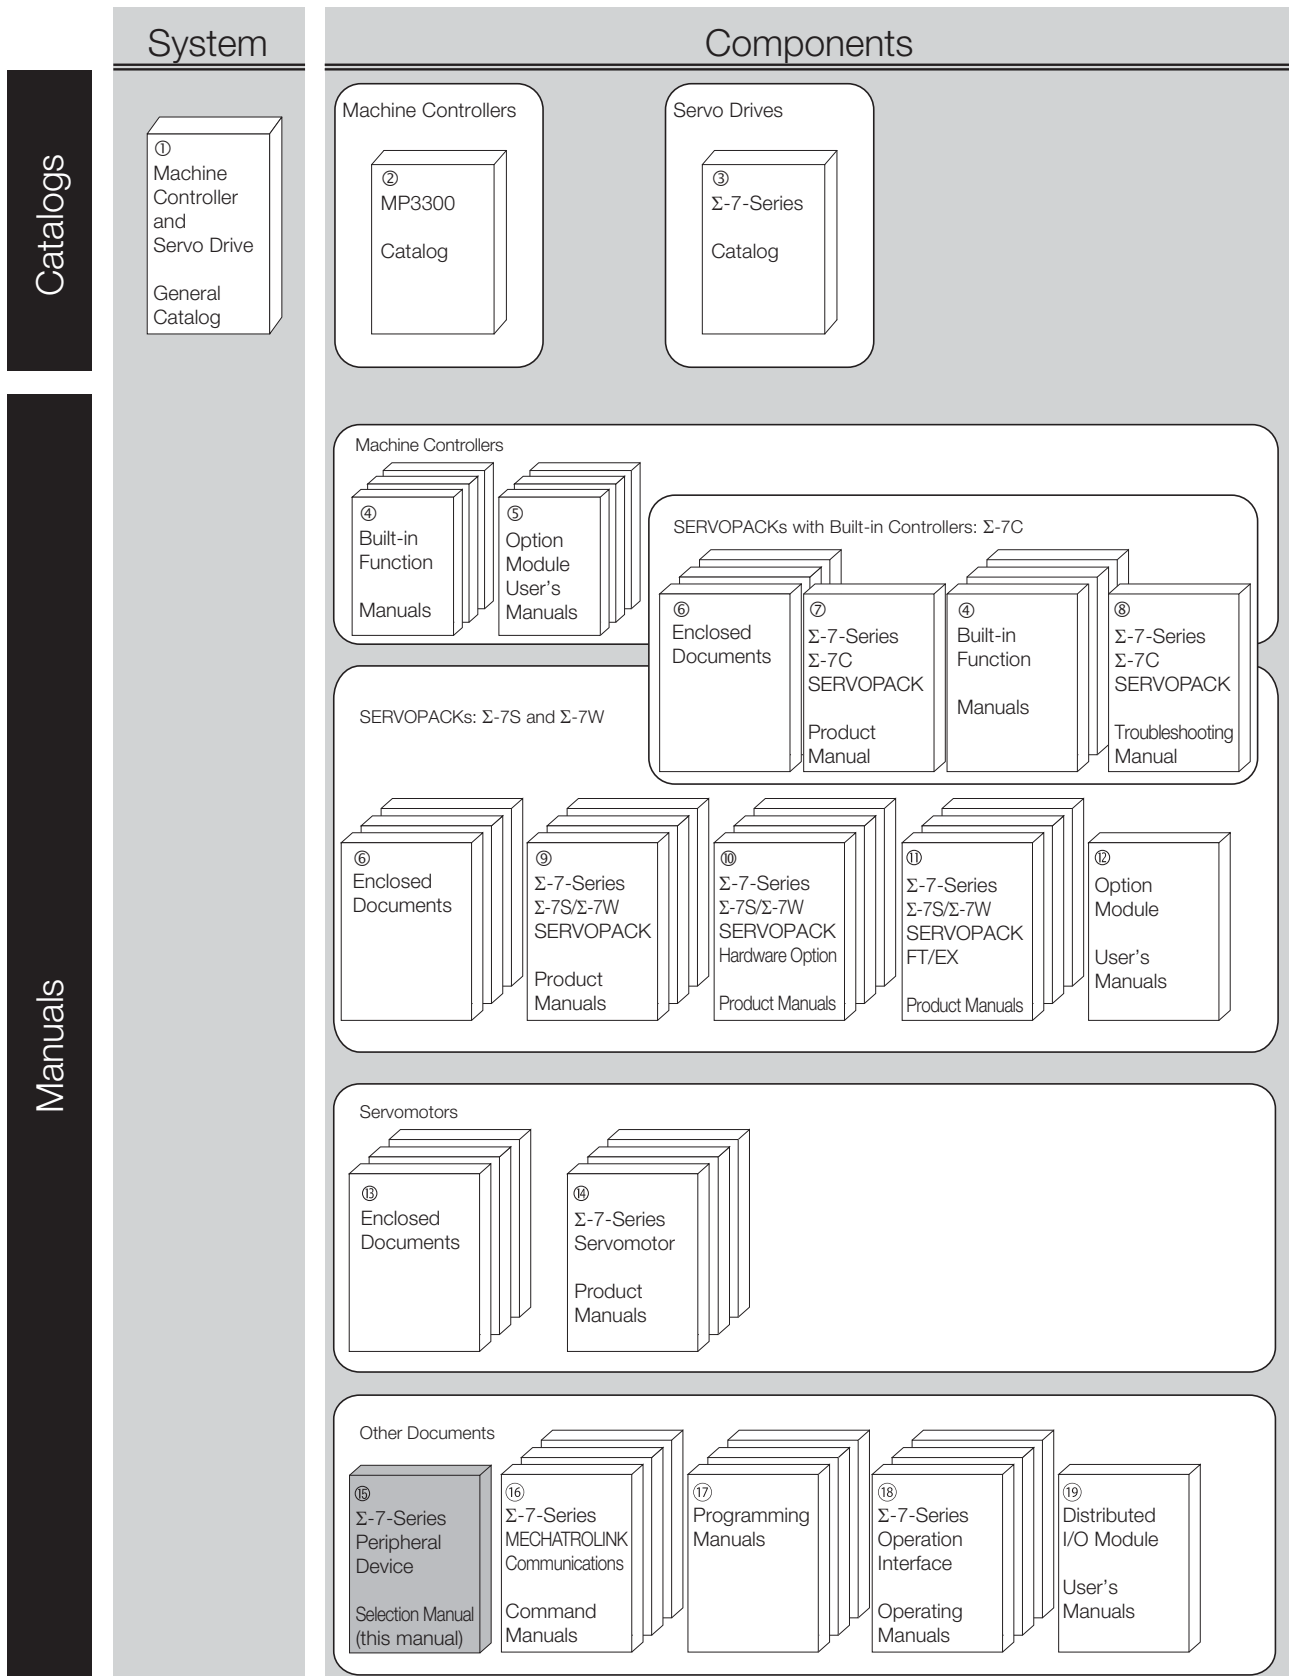 System
Components
Catalogs
①
Machine
Controller
and
Servo Drive
General
Catalog
Machine Controllers
②
MP3300
Catalog
Servo Drives
③
Σ-7-Series
Catalog
Manuals
Machine Controllers
④
Built-in
Function
Manuals
⑤
Option
Module
User's
Manuals
SERVOPACKs with Built-in Controllers: Σ-7C
⑥
Enclosed
Documents
⑦
Σ-7-Series
Σ-7C
SERVOPACK
Product
Manual
④
Built-in
Function
Manuals
⑧
Σ-7-Series
Σ-7C
SERVOPACK
Troubleshooting
Manual
SERVOPACKs: Σ-7S and Σ-7W
⑥
Enclosed
Documents
⑨
Σ-7-Series
Σ-7S/Σ-7W
SERVOPACK
Product
Manuals
⑩
Σ-7-Series
Σ-7S/Σ-7W
SERVOPACK
Hardware Option
Product Manuals
⑪
Σ-7-Series
Σ-7S/Σ-7W
SERVOPACK
FT/EX
Product Manuals
⑫
Option
Module
User's
Manuals
Servomotors
⑬
Enclosed
Documents
⑭
Σ-7-Series
Servomotor
Product
Manuals
Other Documents
⑮
Σ-7-Series
Peripheral
Device
Selection Manual
(this manual)
⑯
Σ-7-Series
MECHATROLINK
Communications
Command
Manuals
⑰
Programming
Manuals
⑱
Σ-7-Series
Operation
Interface
Operating
Manuals
⑲
Distributed
I/O Module
User's
Manuals